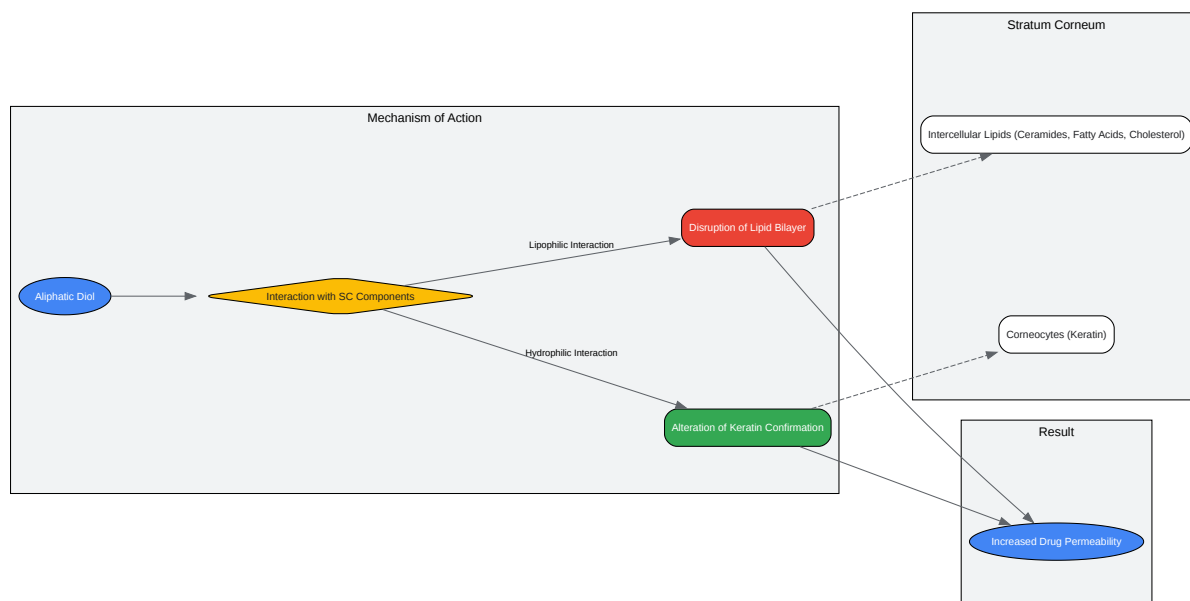 Stratum Corneum
Mechanism of Action
Intercellular Lipids (Ceramides, Fatty Acids, Cholesterol)
Disruption of Lipid Bilayer
Lipophilic Interaction
Aliphatic Diol
Interaction with SC Components
Corneocytes (Keratin)
Hydrophilic Interaction
Alteration of Keratin Confirmation
Result
Increased Drug Permeability